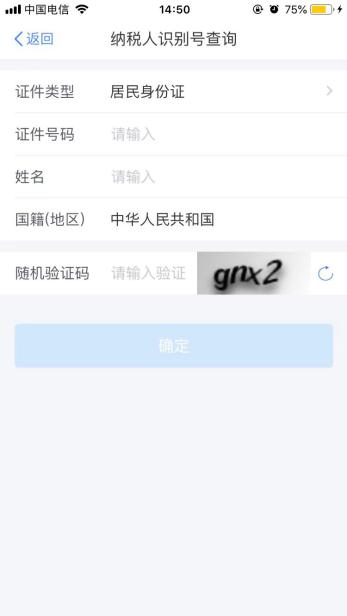 中国电信 14:50 75%
返回 纳税人识别号查询
证件类型 居民身份证
证件号码 请输入
姓名 请输入
国籍(地区) 中华人民共和国
随机验证码 请输入验证 gnx2
确定